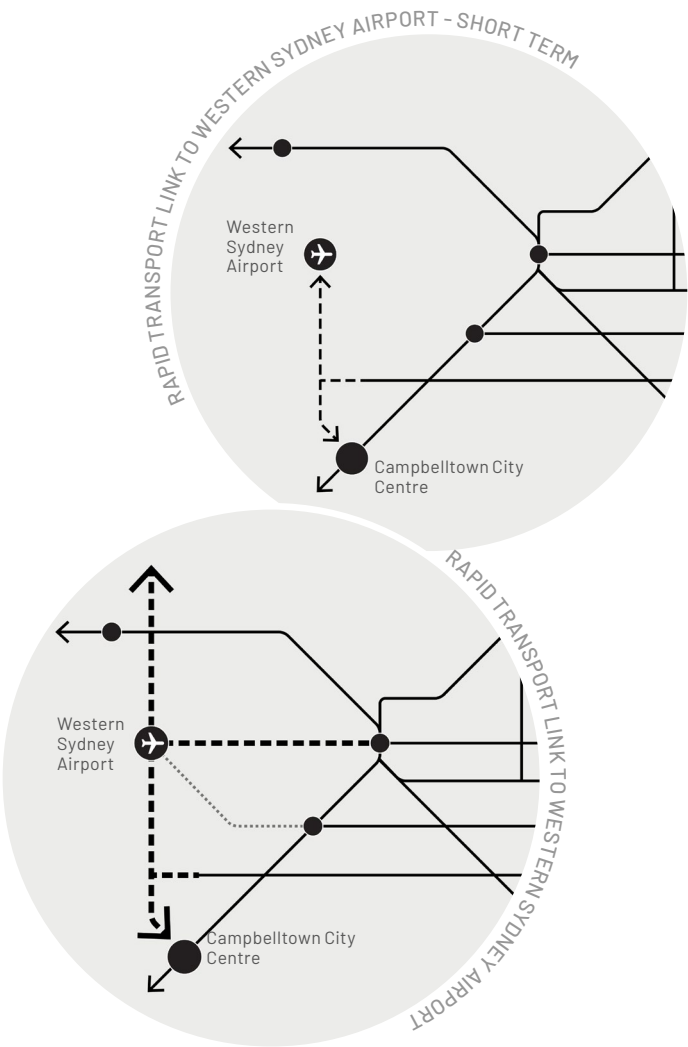 RAPID TRANSPORT LINK TO WESTERN SYDNEY AIRPORT - SHORT TERM
Western
Sydney
Airport
Campbelltown City
Centre
RAPID TRANSPORT LINK TO WESTERN SYDNEY AIRPORT
Western
Sydney
Airport
Campbelltown City
Centre